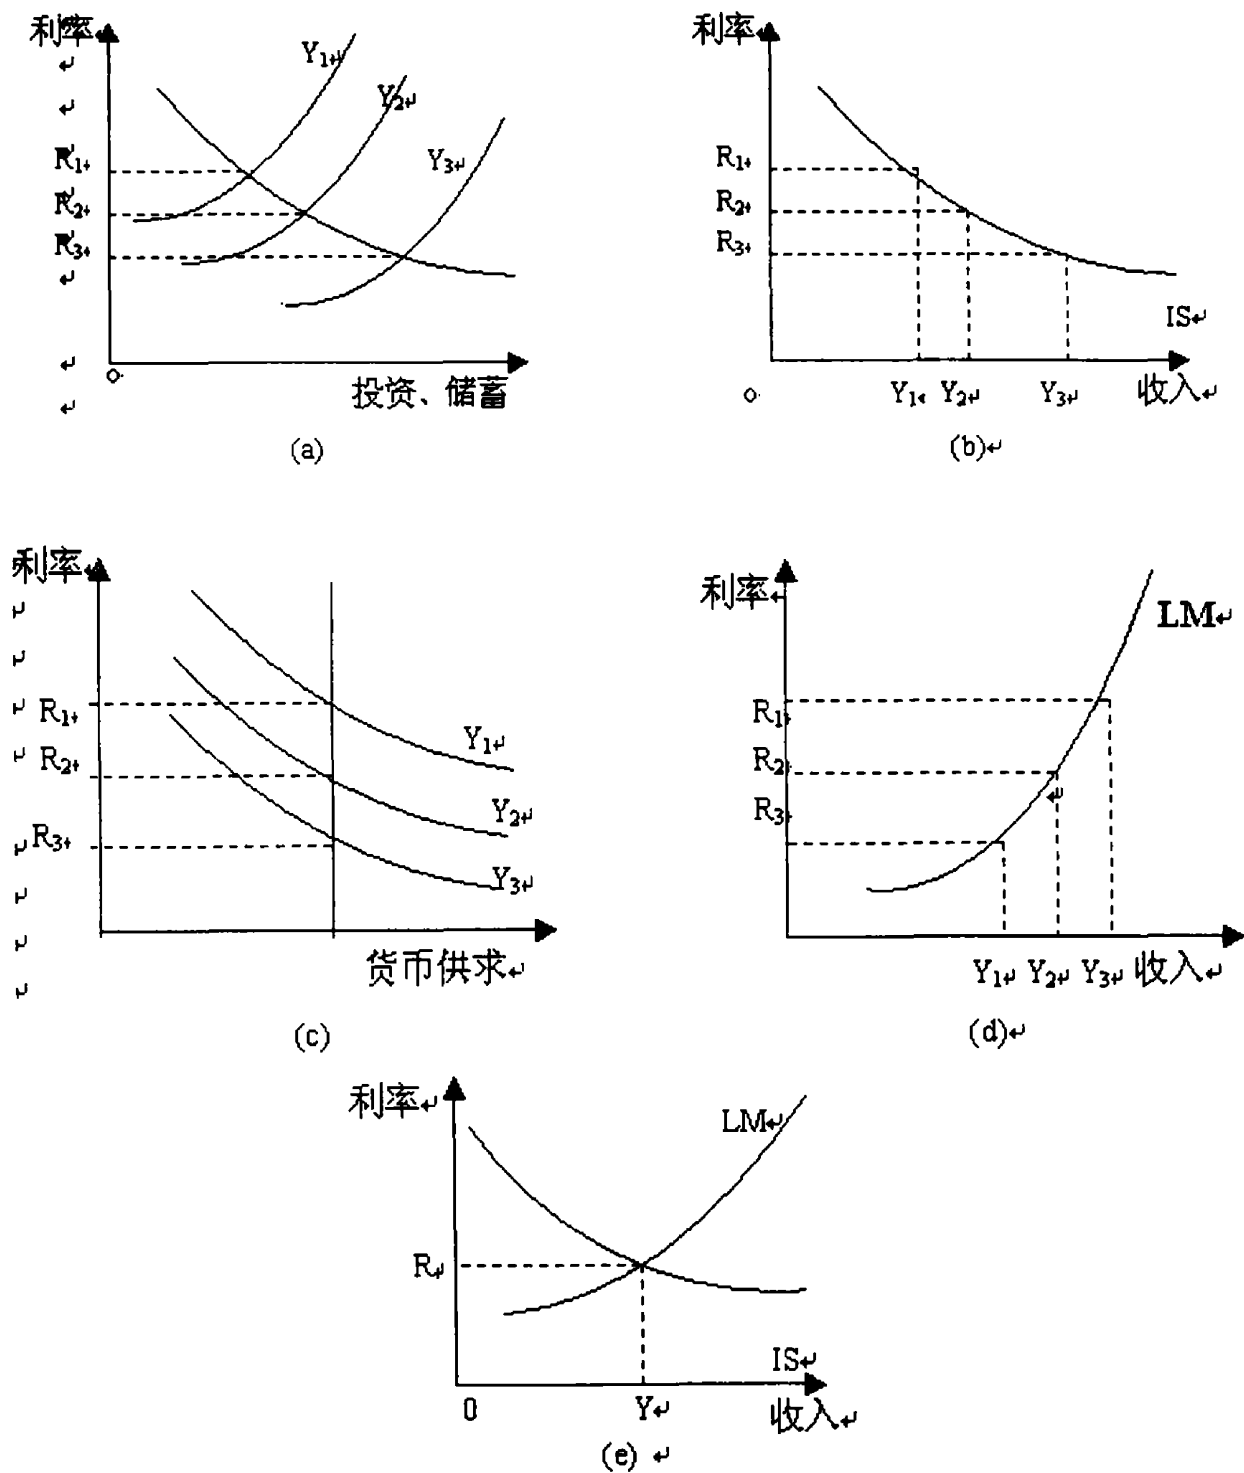 利率
Y₁
Y₂
Y₃
R₁
R₂
R₃
o
投资、储蓄
(a)
利率
R₁
R₂
R₃
IS
o
Y₁ Y₂ Y₃ 收入
(b)
利率
R₁
R₂
R₃
Y₁
Y₂
Y₃
货币供求
(c)
利率
LM
R₁
R₂
R₃
Y₁ Y₂ Y₃ 收入
(d)
利率
LM
R
IS
0 Y 收入
(e)